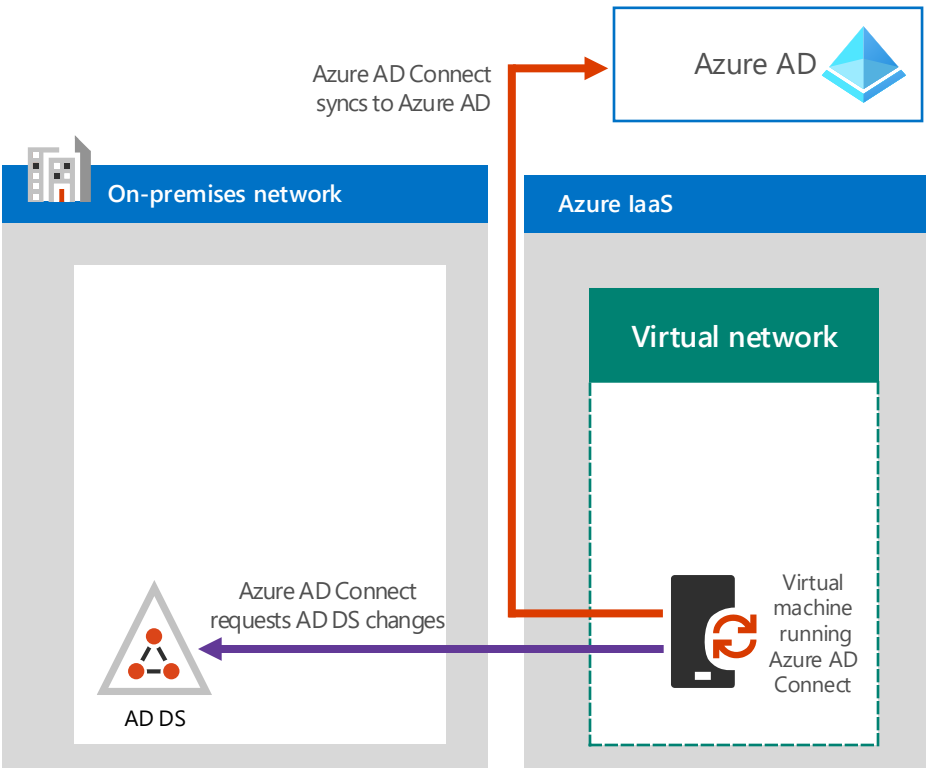 Azure AD
Azure AD Connect
syncs to Azure AD
On-premises network
Azure IaaS
Virtual network
Azure AD Connect
requests AD DS changes
AD DS
Virtual
machine
running
Azure AD
Connect